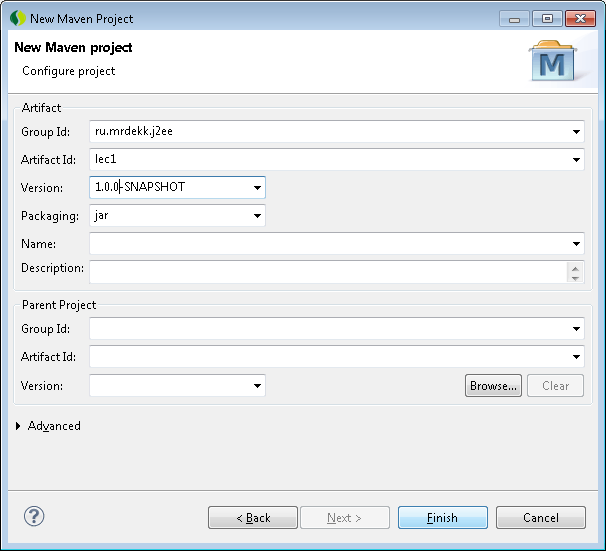 New Maven Project
New Maven project
Configure project
M
Artifact
Group Id: ru.mrdekk.j2ee
Artifact Id: lec1
Version: 1.0.0-SNAPSHOT
Packaging: jar
Name:
Description:
Parent Project
Group Id:
Artifact Id:
Version: Browse... Clear
Advanced
? < Back Next > Finish Cancel